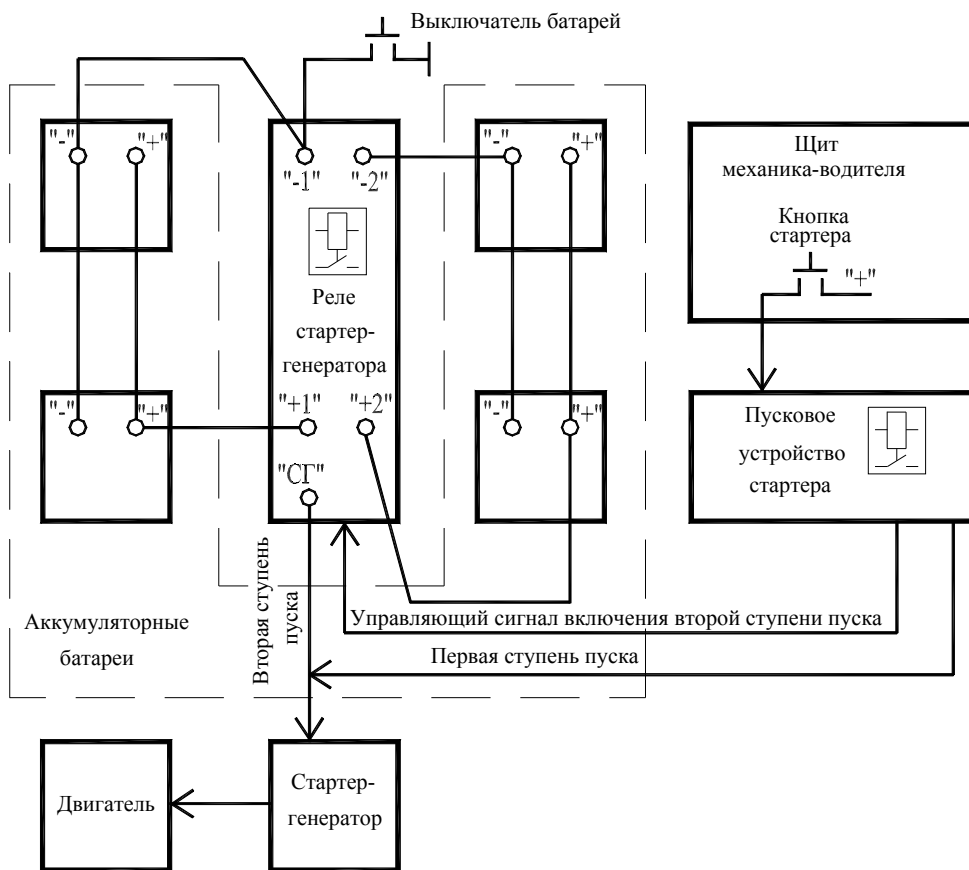 Выключатель батарей
"-"
"+"
"-1"
"-2"
"-"
"+"
Щит
механика-водителя
Кнопка
стартера
"+"
Реле
стартер-
генератора
"-"
"+"
"+1"
"+2"
"-"
"+"
"СГ"
Пусковое
устройство
стартера
Вторая ступень
пуска
Управляющий сигнал включения второй ступени пуска
Аккумуляторные
батареи
Первая ступень пуска
Двигатель
Стартер-
генератор